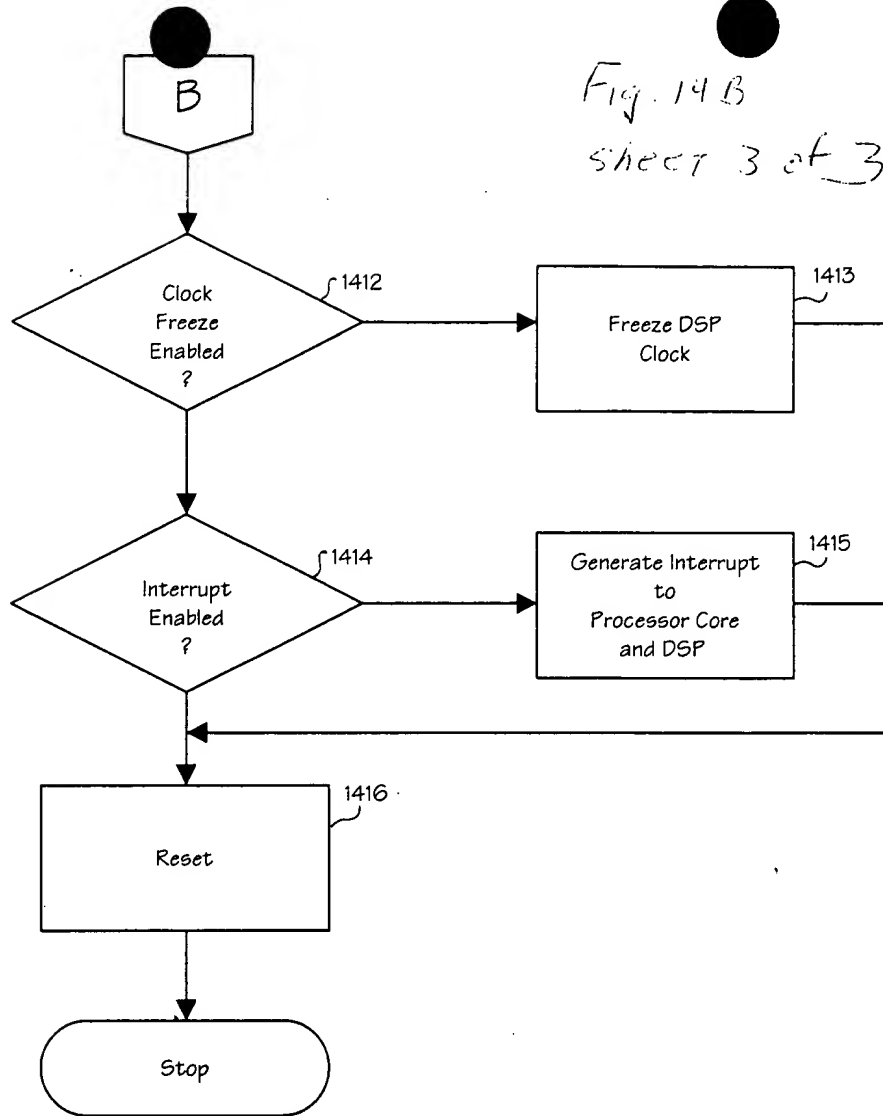 B
Fig. 14B
sheet 3 of 3
Clock
Freeze
Enabled
?
1412
Freeze DSP
Clock
1413
Interrupt
Enabled
?
1414
Generate Interrupt
to
Processor Core
and DSP
1415
Reset
1416
Stop